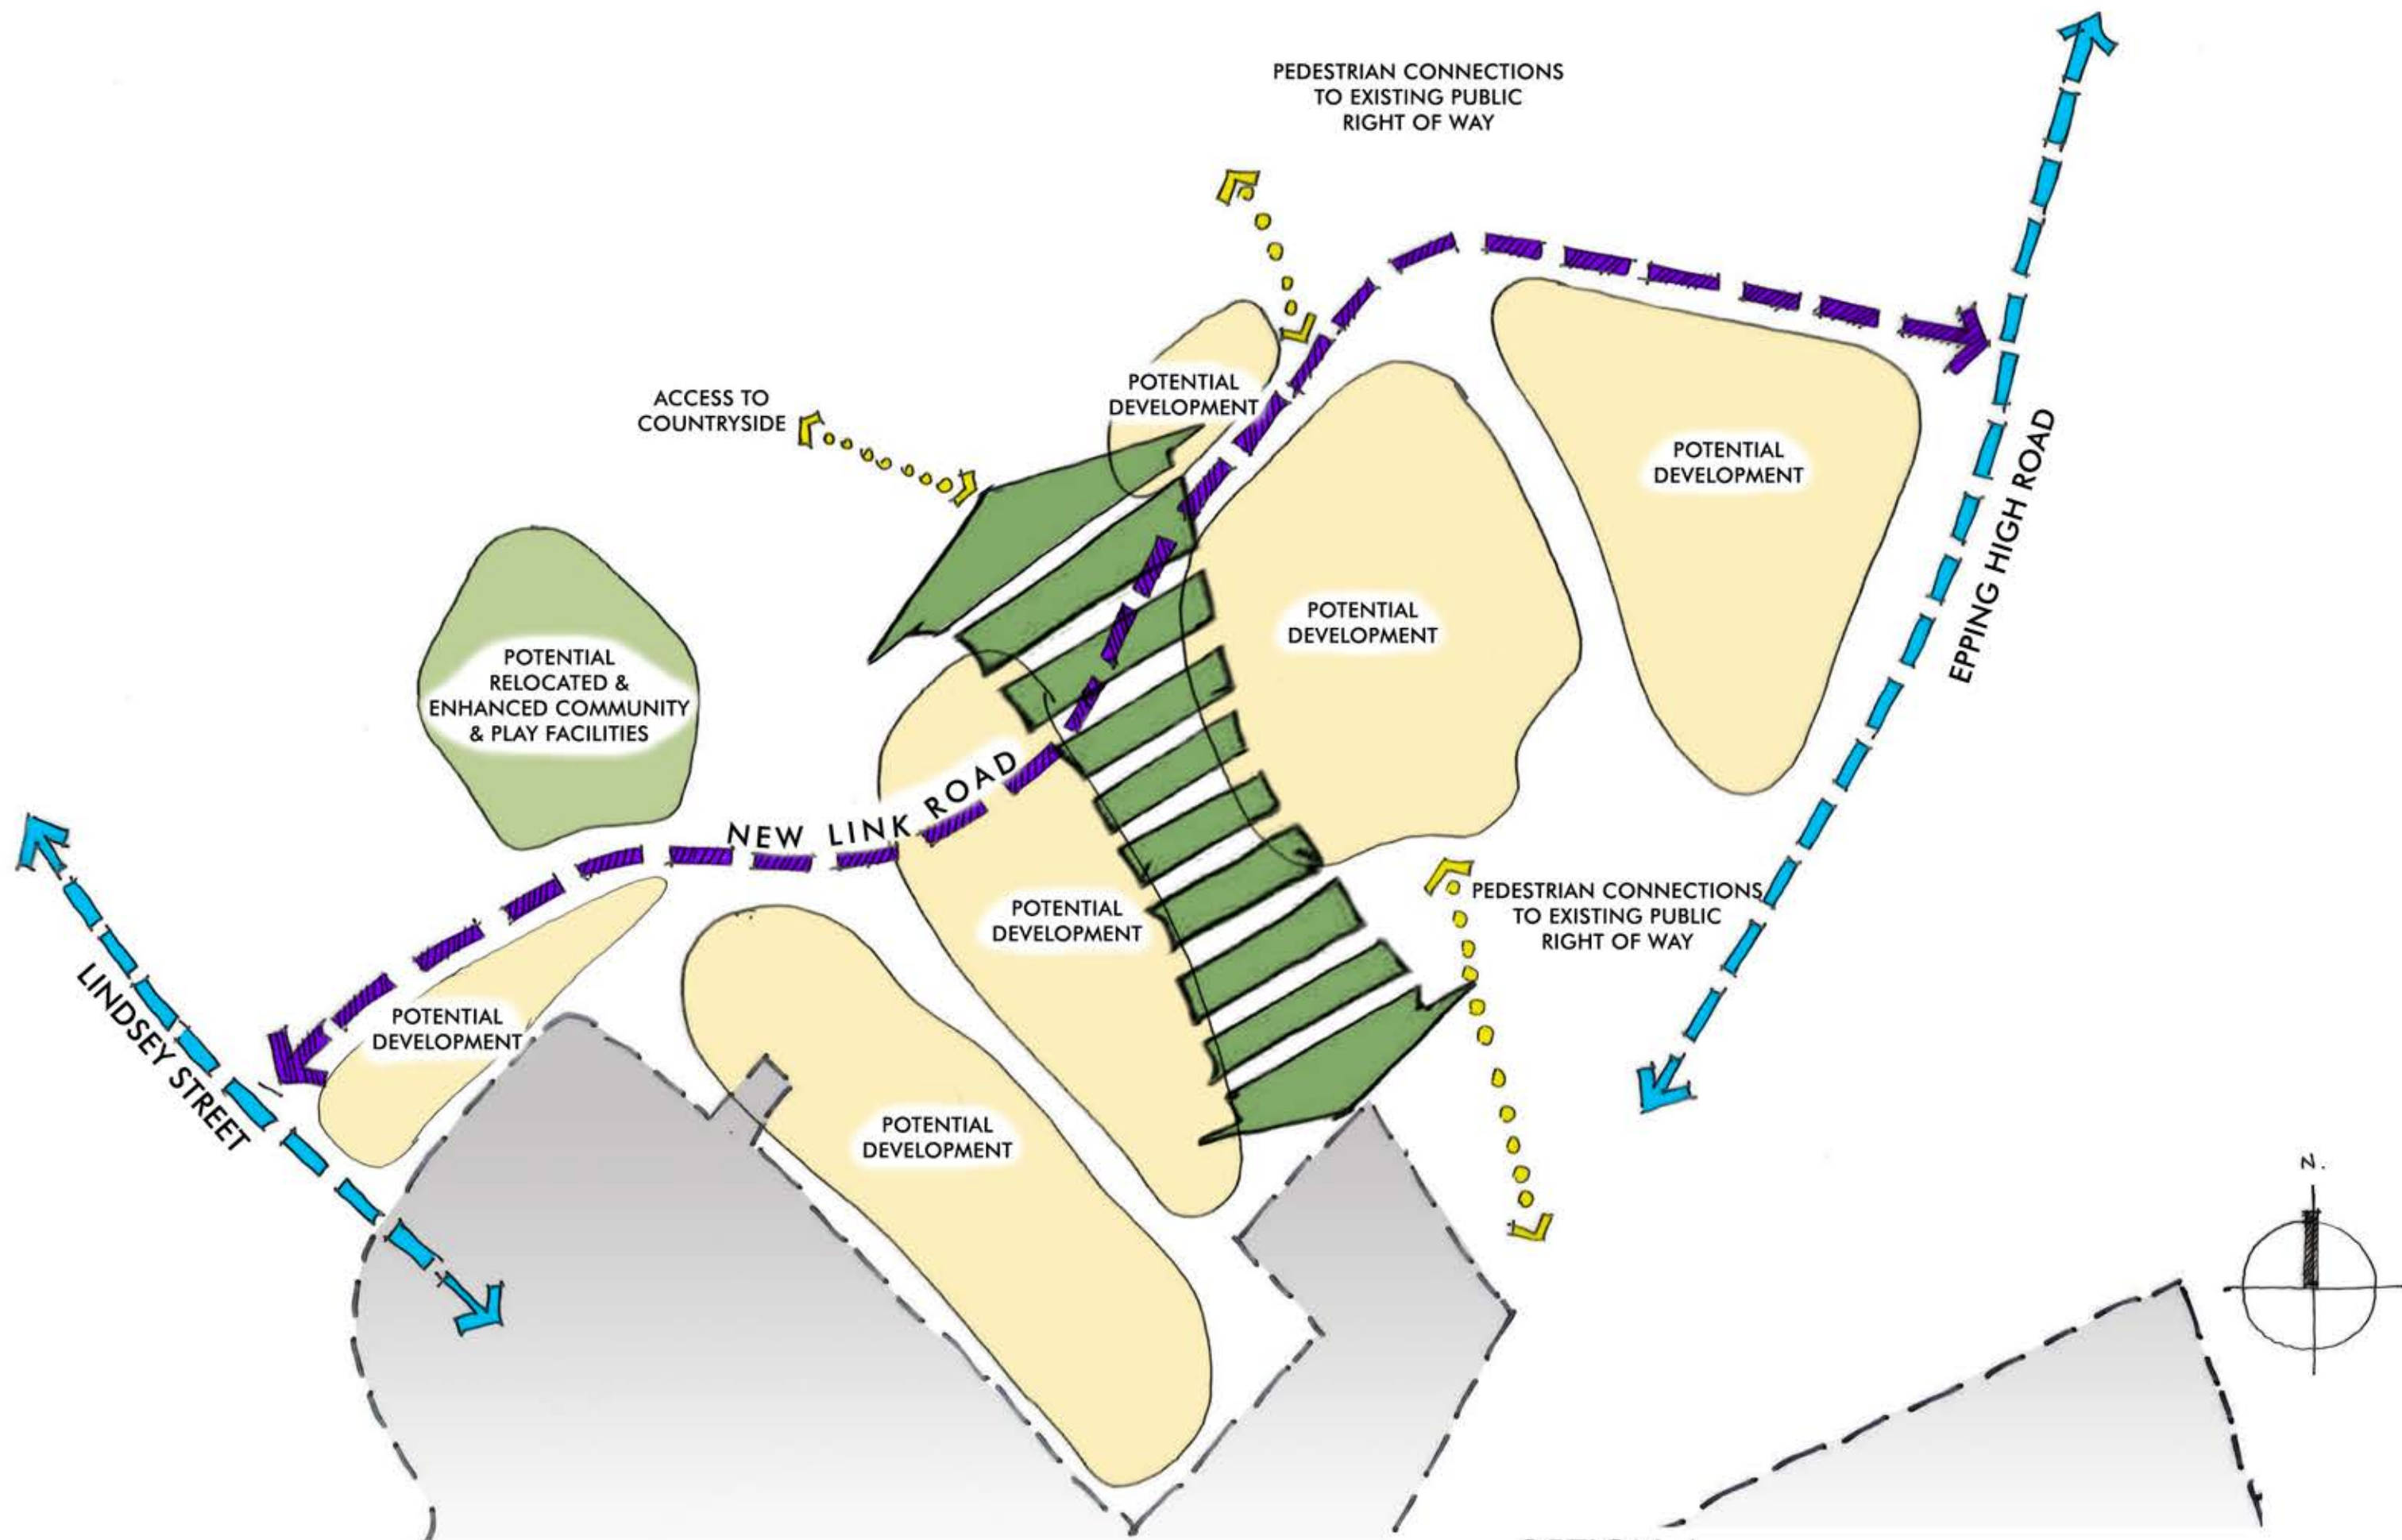 PEDESTRIAN CONNECTIONS
TO EXISTING PUBLIC
RIGHT OF WAY
ACCESS TO
COUNTRYSIDE
POTENTIAL
DEVELOPMENT
POTENTIAL
DEVELOPMENT
EPPING HIGH ROAD
POTENTIAL
DEVELOPMENT
POTENTIAL
RELOCATED &
ENHANCED COMMUNITY
& PLAY FACILITIES
NEW LINK ROAD
PEDESTRIAN CONNECTIONS
TO EXISTING PUBLIC
RIGHT OF WAY
POTENTIAL
DEVELOPMENT
LINDSEY STREET
POTENTIAL
DEVELOPMENT
POTENTIAL
DEVELOPMENT
N.